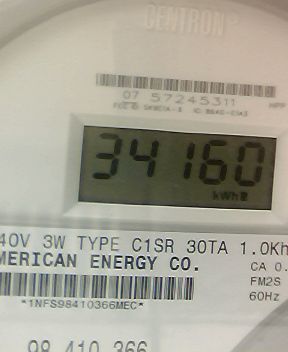 CENTRON®
07 57245311
MPP
34160
kWh
40V 3W TYPE C1SR 30TA 1.0Kh
MERICAN ENERGY CO.
CA 0.
FM2S
60Hz
*1NFS98410366MEC*
98 410 366